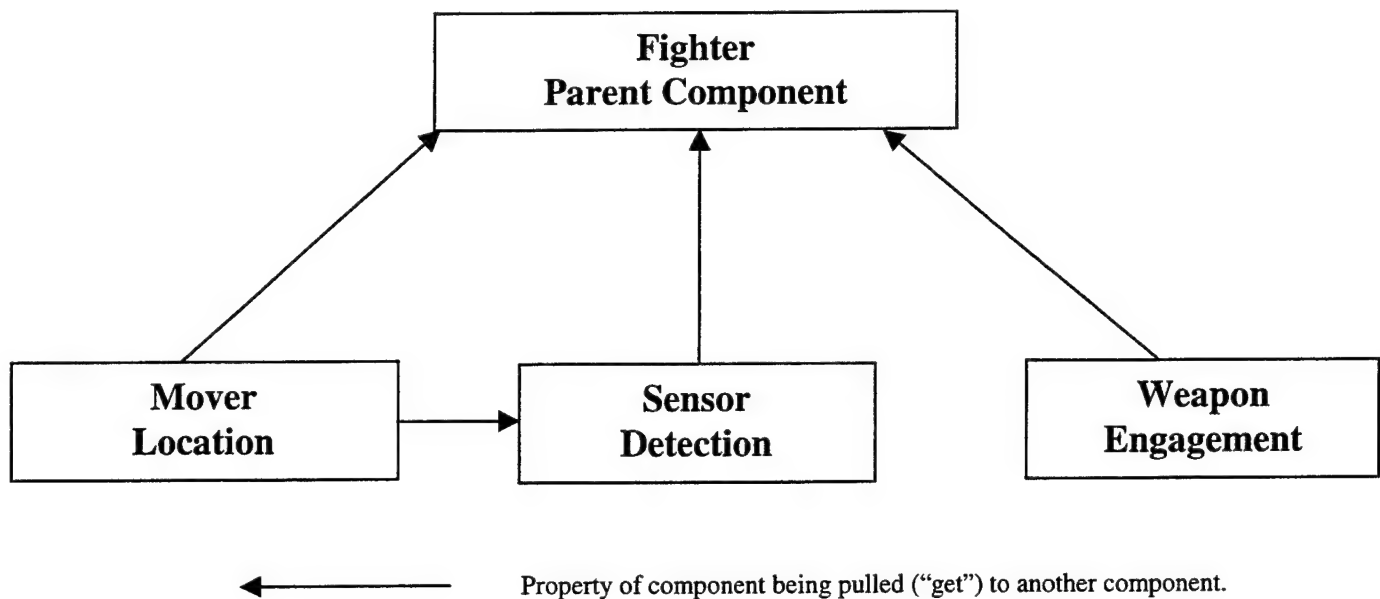 Fighter
Parent Component
Mover
Location
Sensor
Detection
Weapon
Engagement
Property of component being pulled ("get") to another component.